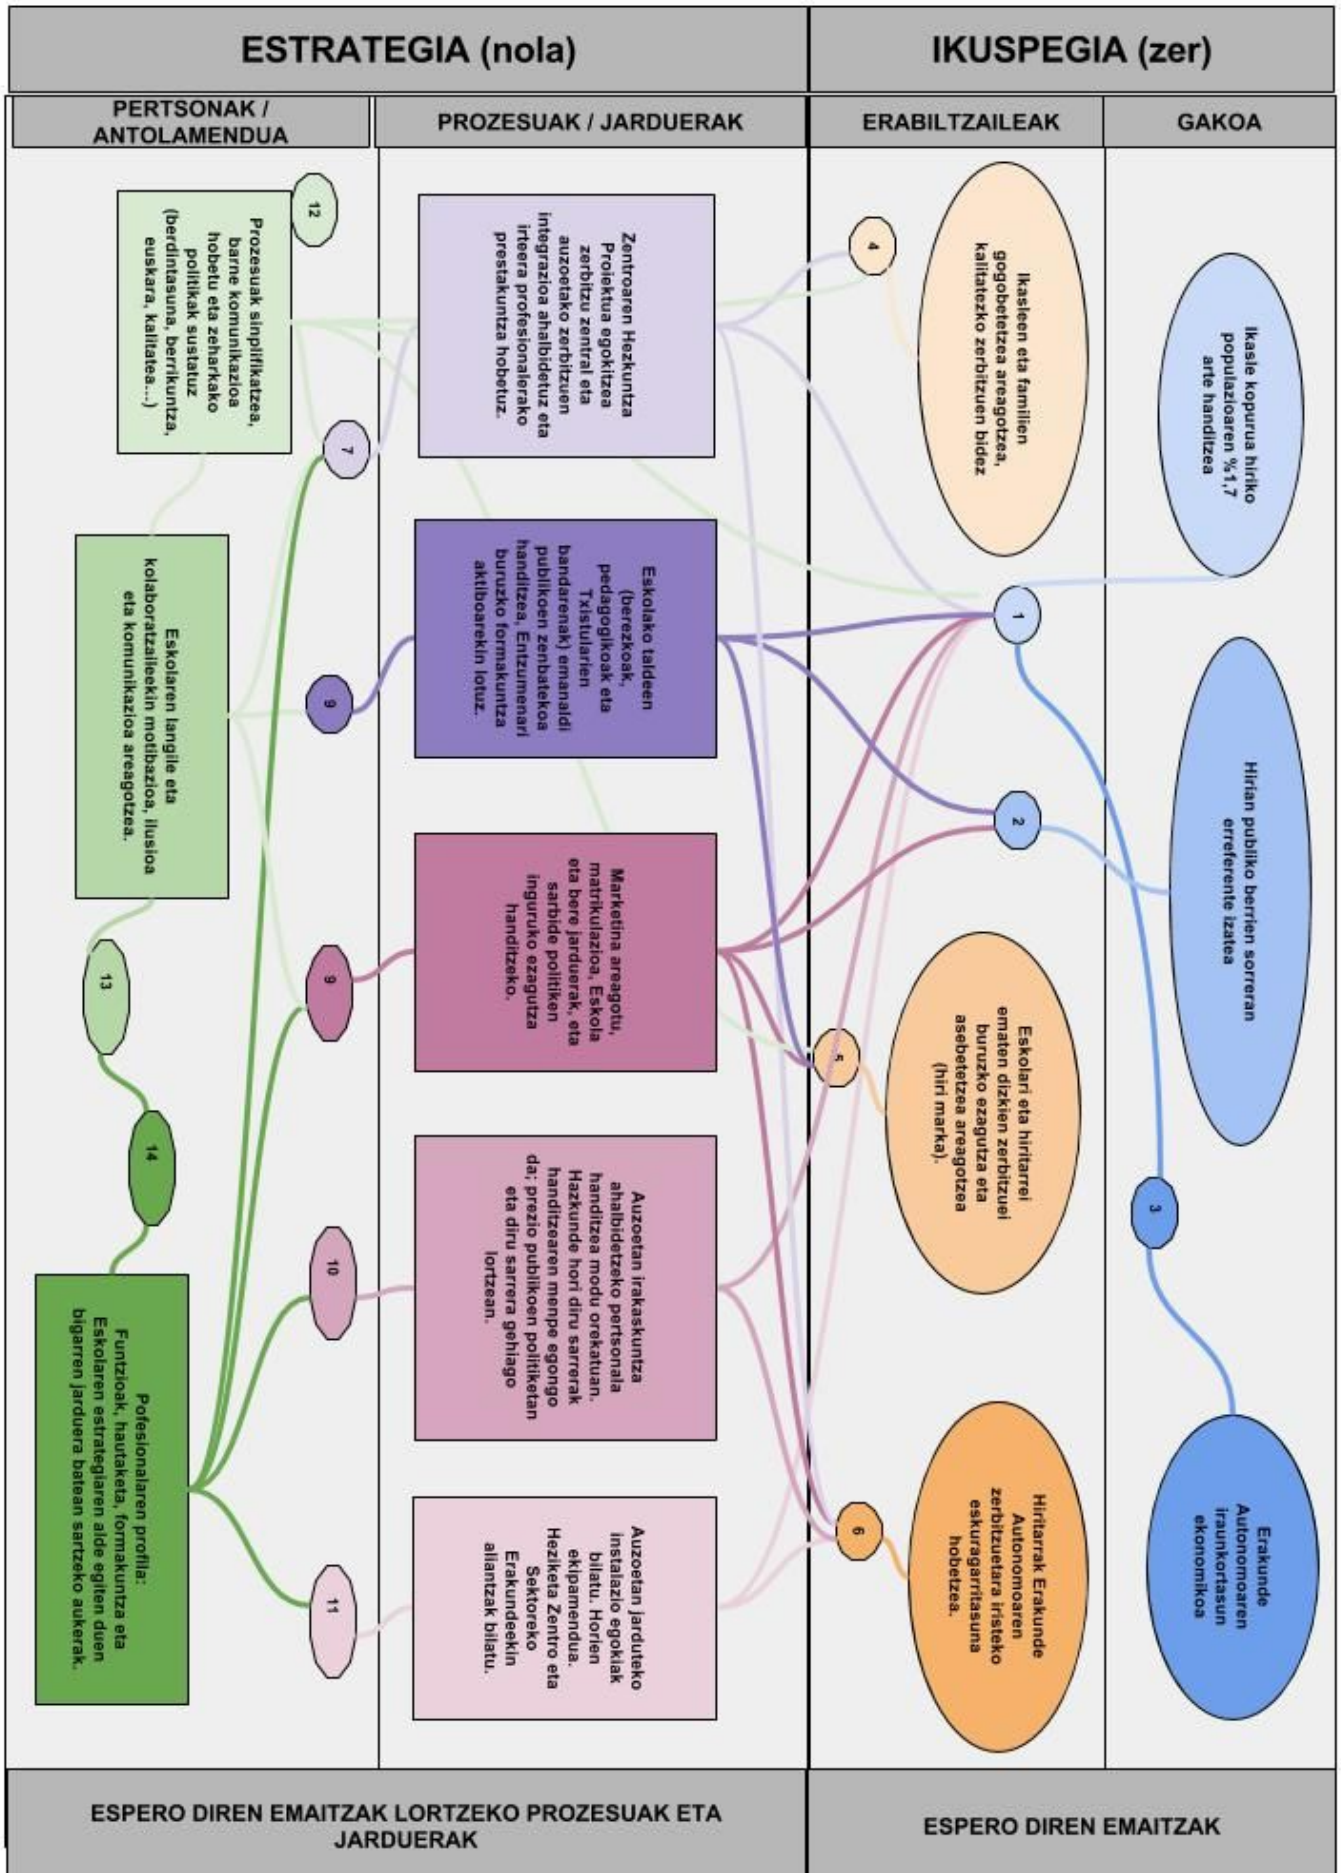 ESTRATEGIA (nola)
IKUSPEGIA (zer)
PERTSONAK /
ANTOLAMENDUA
PROZESUAK / JARDUERAK
ERABILTZAILEAK
GAKOA
Ikasle kopurua hiriko
populazioaren %1,7
arte handitzea
Hirian publiko berrien sorreran
erreferente izatea
Erakunde
Autonomoaren
iraunkortasun
ekonomikoa
3
Ikasleen eta familien
gogobetetzea areagotzea,
kalitatezko zerbitzuen bidez
4
1
2
Eskolari eta hiritarrei
ematen dizkien zerbitzuei
buruzko ezagutza eta
asebetetzea areagotzea
(hiri marka).
5
Hiritarrak Erakunde
Autonomoaren
zerbitzuetara iristeko
eskuragarritasuna
hobetzea.
6
Zentroaren Hezkuntza
Proiektua egokitzea
zerbitzu zentral eta
auzoetako zerbitzuen
integrazioa ahalbidetuz eta
irteera profesionalerako
prestakuntza hobetuz.
Eskolako taldeen
(berezkoak,
pedagogikoak eta
Txistularien
bandarenak) emanaldi
publikoen zenbatekoa
handitzea, Entzumenari
buruzko formakuntza
aktiboarekin lotuz.
Marketina areagotu,
matrikulazioa, Eskola
eta bere jarduerak, eta
sarbide politiken
inguruko ezagutza
handitzeko.
Auzoetan irakaskuntza
ahalbidetzeko pertsonala
handitzea modu orekatuan.
Hazkunde hori diru sarrerak
handitzearen menpe egongo
da; prezio publikoen politiketan
eta diru sarrera gehiago
lortzean.
Auzoetan jarduteko
instalazio egokiak
bilatu. Horien
ekipamendua.
Heziketa Zentro eta
Sektoreko
Erakundeekin
aliantzak bilatu.
12
7
9
9
10
11
Prozesuak sinplifikatzea,
barne komunikazioa
hobetu eta zeharkako
politikak sustatuz
(berdintasuna, berrikuntza,
euskara, kalitatea...)
Eskolaren langile eta
kolaboratzaileekin motibazioa, ilusioa
eta komunikazioa areagotzea.
13
14
Pofesionalaren profila:
Funtzioak, hautaketa, formakuntza eta
Eskolaren estrategiaren alde egiten duen
bigarren jarduera batean sartzeko aukerak.
ESPERO DIREN EMAITZAK LORTZEKO PROZESUAK ETA
JARDUERAK
ESPERO DIREN EMAITZAK